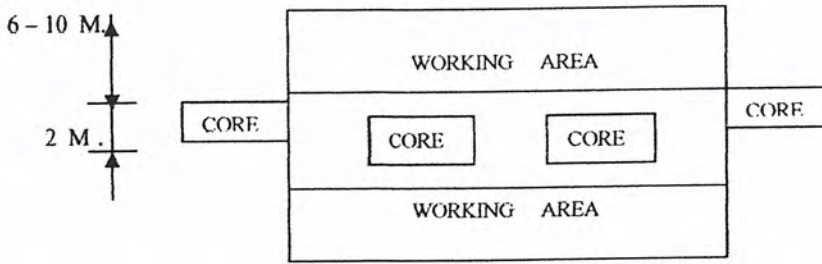 6 – 10 M.
WORKING AREA
CORE
CORE
CORE
CORE
2 M .
WORKING AREA